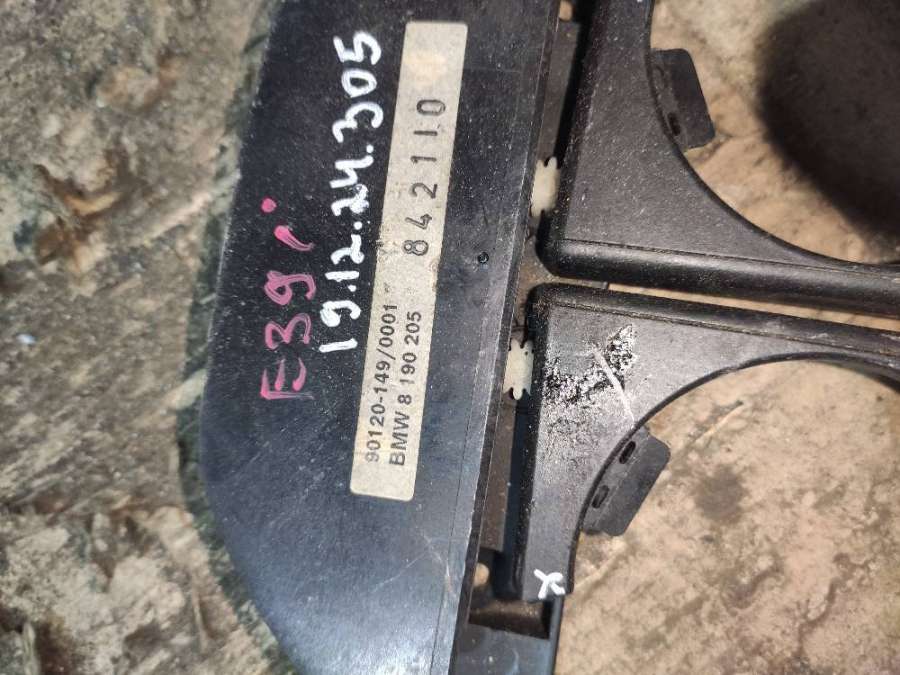 E39i
19.12.24.305
90120-149/0001
BMW 8 190 205
842110
x